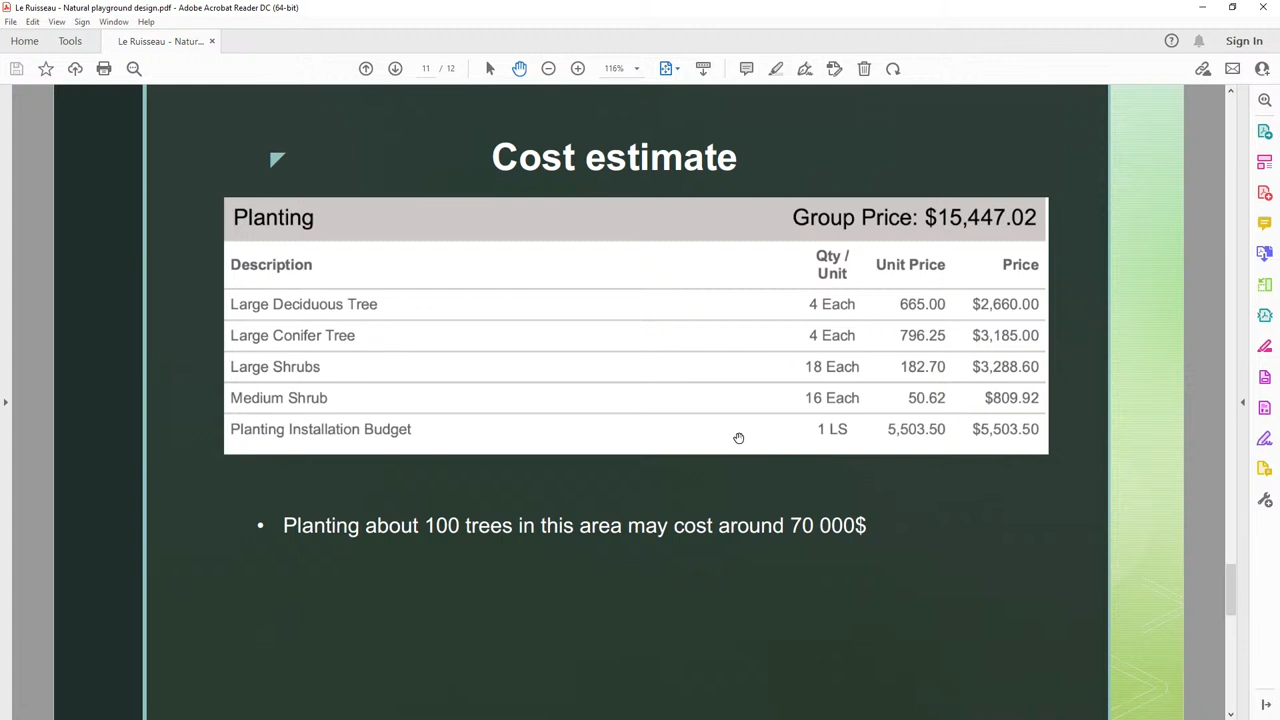 Le Ruisseau - Natural playground design.pdf - Adobe Acrobat Reader DC (64-bit)
File Edit View Sign Window Help
Home Tools Le Ruisseau - Natur... × Sign In
11 / 12 116%
Cost estimate
Planting Group Price: $15,447.02
Description Qty / Unit Unit Price Price
Large Deciduous Tree 4 Each 665.00 $2,660.00
Large Conifer Tree 4 Each 796.25 $3,185.00
Large Shrubs 18 Each 182.70 $3,288.60
Medium Shrub 16 Each 50.62 $809.92
Planting Installation Budget 1 LS 5,503.50 $5,503.50
• Planting about 100 trees in this area may cost around 70 000$